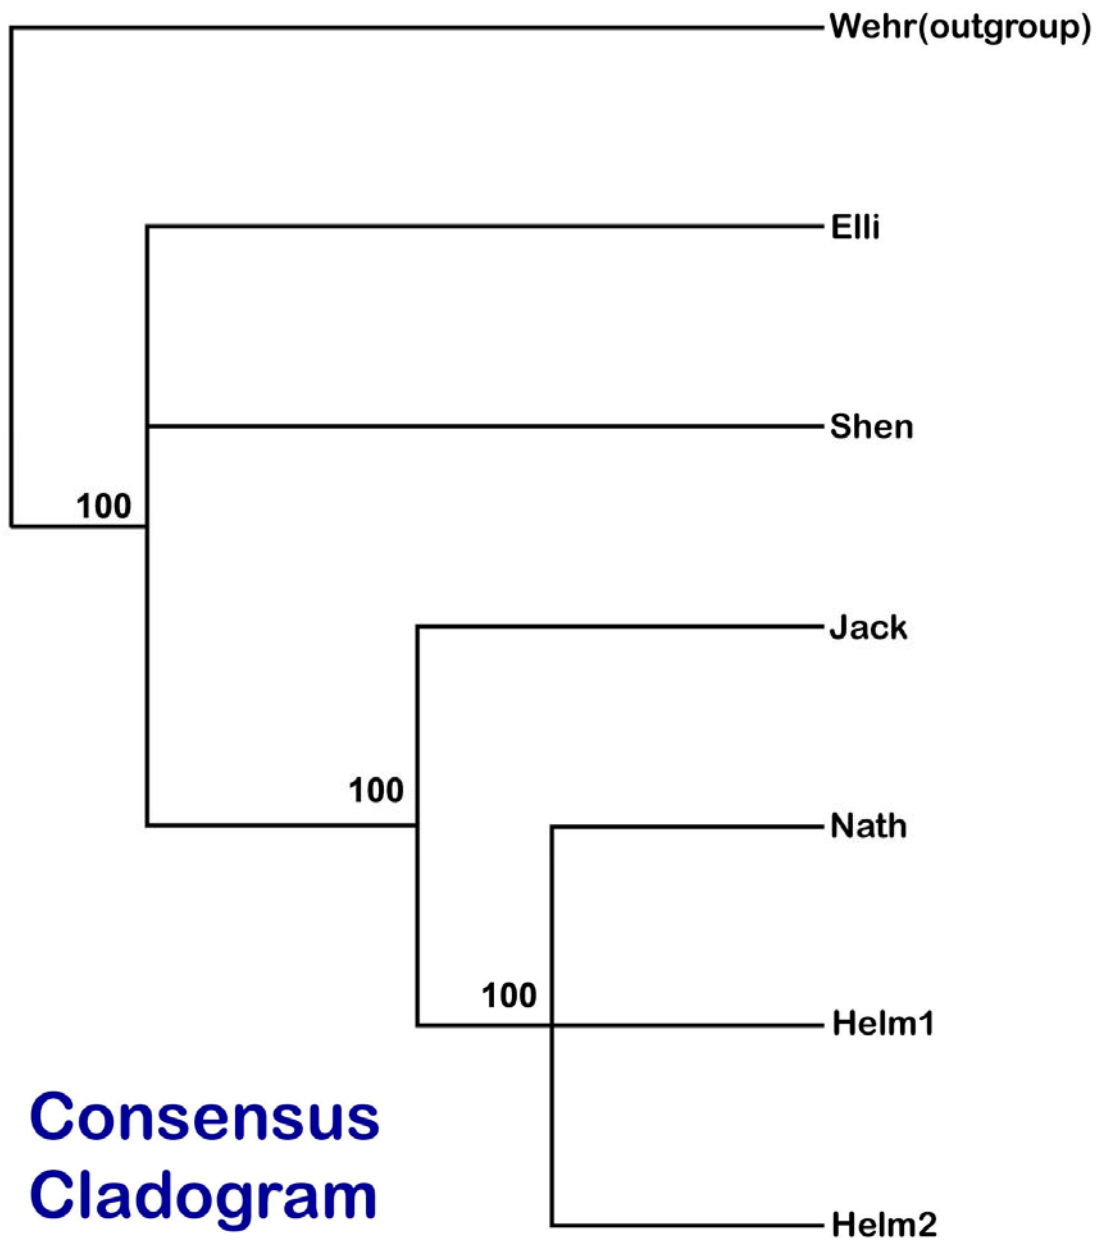 Wehr(outgroup)
Elli
Shen
100
Jack
100
Nath
100
Helm1
Consensus
Cladogram
Helm2